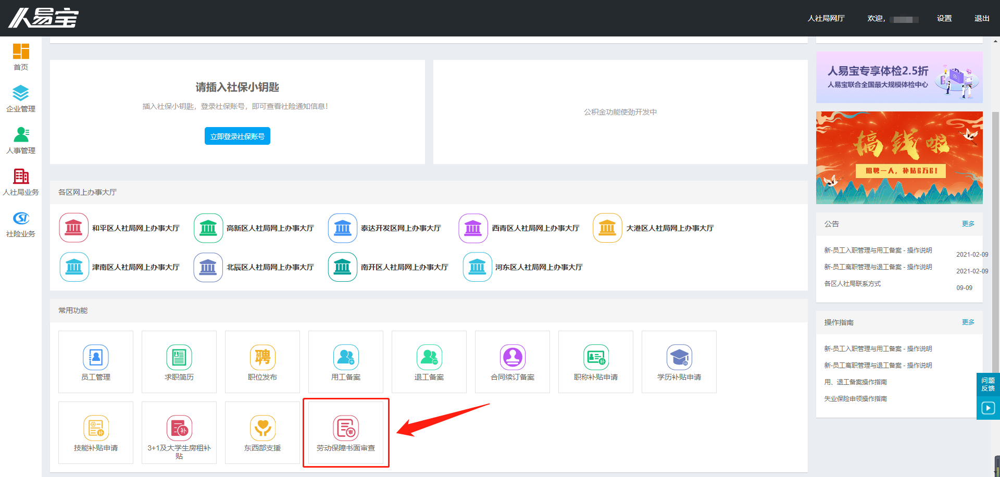 人易宝
人社局网厅
欢迎,
设置
退出
首页
企业管理
人事管理
人社局业务
社险业务
请插入社保小钥匙
插入社保小钥匙，登录社保账号，即可查看社险通知信息!
立即登录社保账号
公积金功能使劲开发中
各区网上办事大厅
和平区人社局网上办事大厅
高新区人社局网上办事大厅
泰达开发区网上办事大厅
西青区人社局网上办事大厅
大港区人社局网上办事大厅
津南区人社局网上办事大厅
北辰区人社局网上办事大厅
南开区人社局网上办事大厅
河东区人社局网上办事大厅
常用功能
员工管理
求职简历
聘
职位发布
用工备案
退工备案
合同续订备案
补
职称补贴申请
补
学历补贴申请
补
技能补贴申请
补
3+1及大学生房租补
贴
东西部支援
审
劳动保障书面审查
人易宝专享体检2.5折
人易宝联合全国最大规模体检中心
搞钱啦
招聘一人，补贴6万6!
公告
更多
新-员工入职管理与用工备案 - 操作说明
2021-02-09
新-员工离职管理与退工备案 - 操作说明
2021-02-09
各区人社局联系方式
09-09
操作指南
更多
新-员工入职管理与用工备案 - 操作说明
新-员工离职管理与退工备案 - 操作说明
用、退工备案操作指南
失业保险申领操作指南
问题
反馈